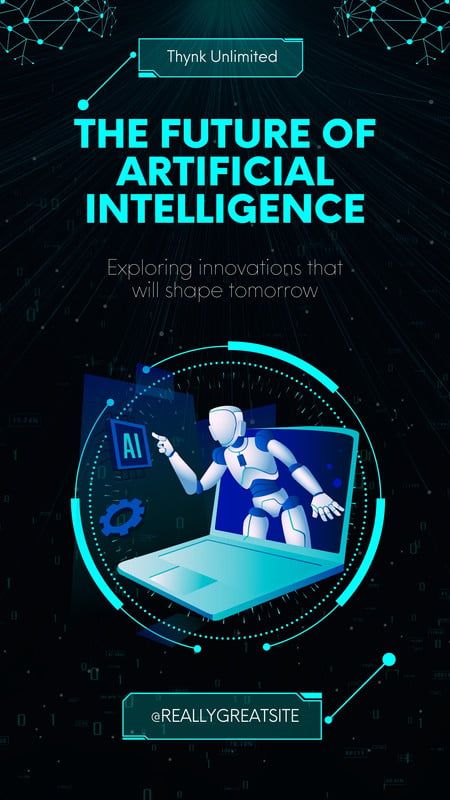 Thynk Unlimited
THE FUTURE OF
ARTIFICIAL
INTELLIGENCE
Exploring innovations that
will shape tomorrow
AI
@REALLYGREATSITE